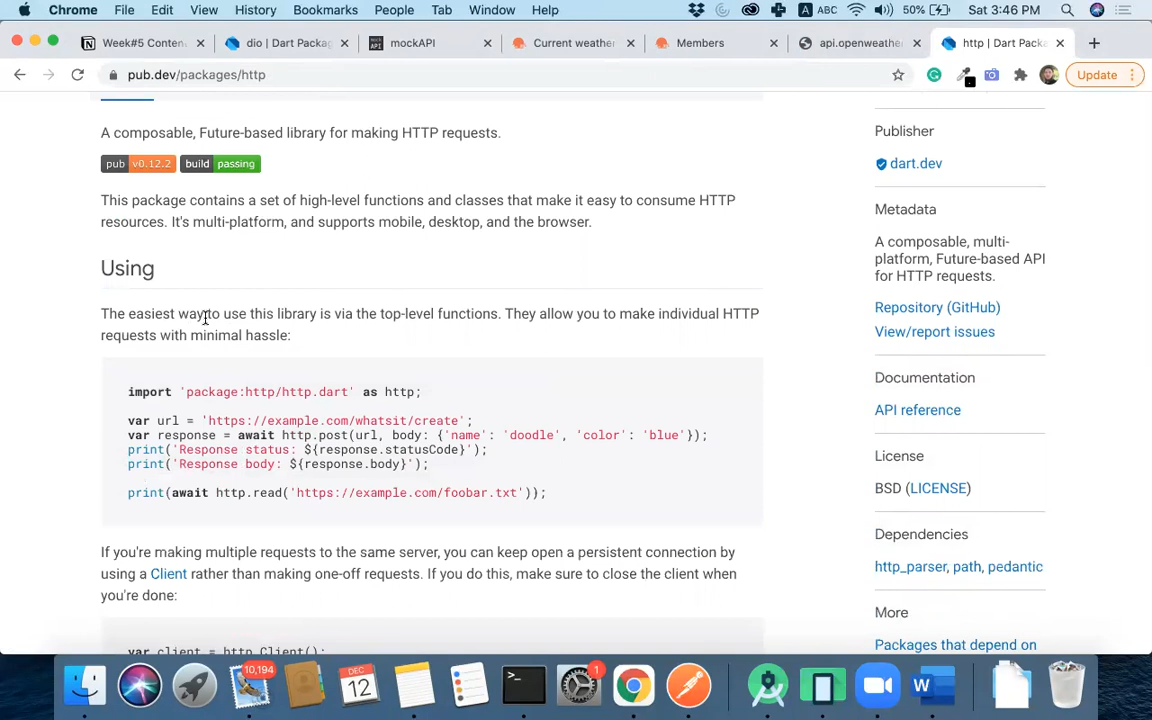 Chrome File Edit View History Bookmarks People Tab Window Help A ABC 50% Sat 3:46 PM
Week#5 Conten dio | Dart Packag mockAPI Current weather Members api.openweather http | Dart Packa
pub.dev/packages/http Update
A composable, Future-based library for making HTTP requests.
pub v0.12.2 build passing
This package contains a set of high-level functions and classes that make it easy to consume HTTP
resources. It's multi-platform, and supports mobile, desktop, and the browser.
Using
The easiest way to use this library is via the top-level functions. They allow you to make individual HTTP
requests with minimal hassle:
import 'package:http/http.dart' as http;
var url = 'https://example.com/whatsit/create';
var response = await http.post(url, body: {'name': 'doodle', 'color': 'blue'});
print('Response status: ${response.statusCode}');
print('Response body: ${response.body}');
print(await http.read('https://example.com/foobar.txt'));
If you're making multiple requests to the same server, you can keep open a persistent connection by
using a Client rather than making one-off requests. If you do this, make sure to close the client when
you're done:
var client = http.Client();
Publisher
dart.dev
Metadata
A composable, multi-
platform, Future-based API
for HTTP requests.
Repository (GitHub)
View/report issues
Documentation
API reference
License
BSD (LICENSE)
Dependencies
http_parser, path, pedantic
More
Packages that depend on
10,194
DEC
12
>_
1
W